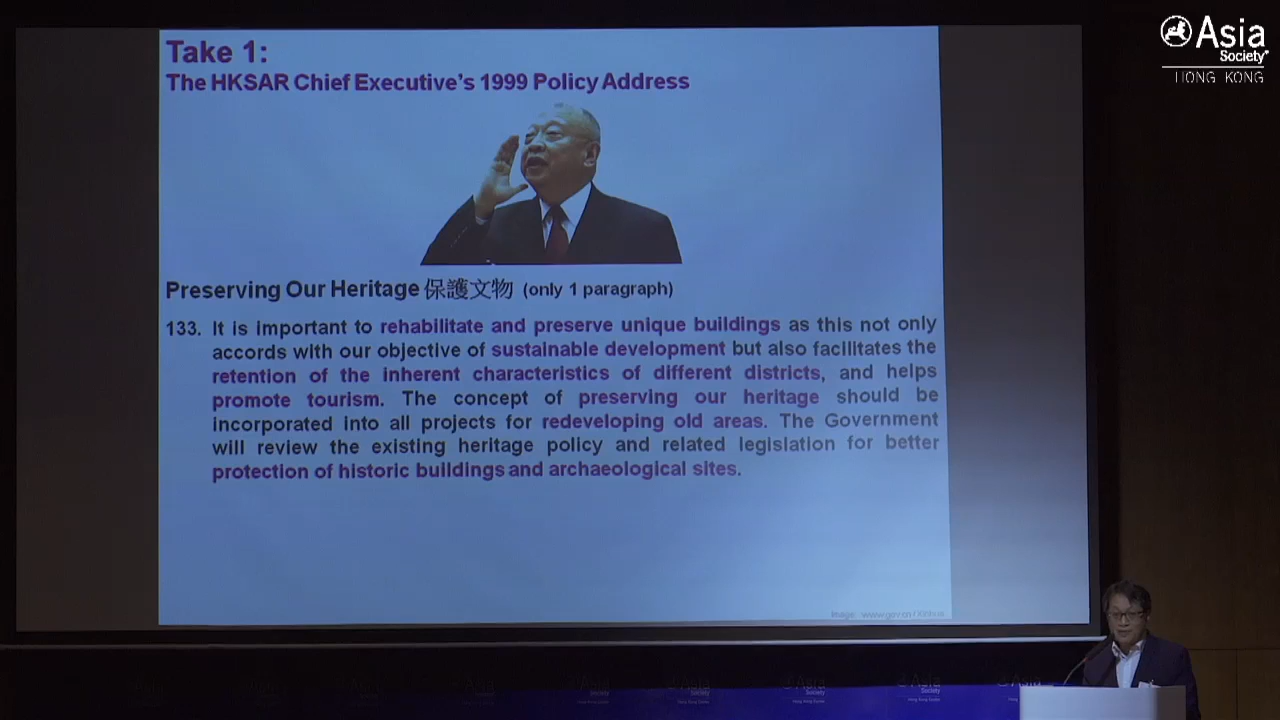 Take 1:
The HKSAR Chief Executive's 1999 Policy Address
Preserving Our Heritage 保護文物 (only 1 paragraph)
133. It is important to rehabilitate and preserve unique buildings as this not only
accords with our objective of sustainable development but also facilitates the
retention of the inherent characteristics of different districts, and helps
promote tourism. The concept of preserving our heritage should be
incorporated into all projects for redeveloping old areas. The Government
will review the existing heritage policy and related legislation for better
protection of historic buildings and archaeological sites.
Asia
Society
HONG KONG